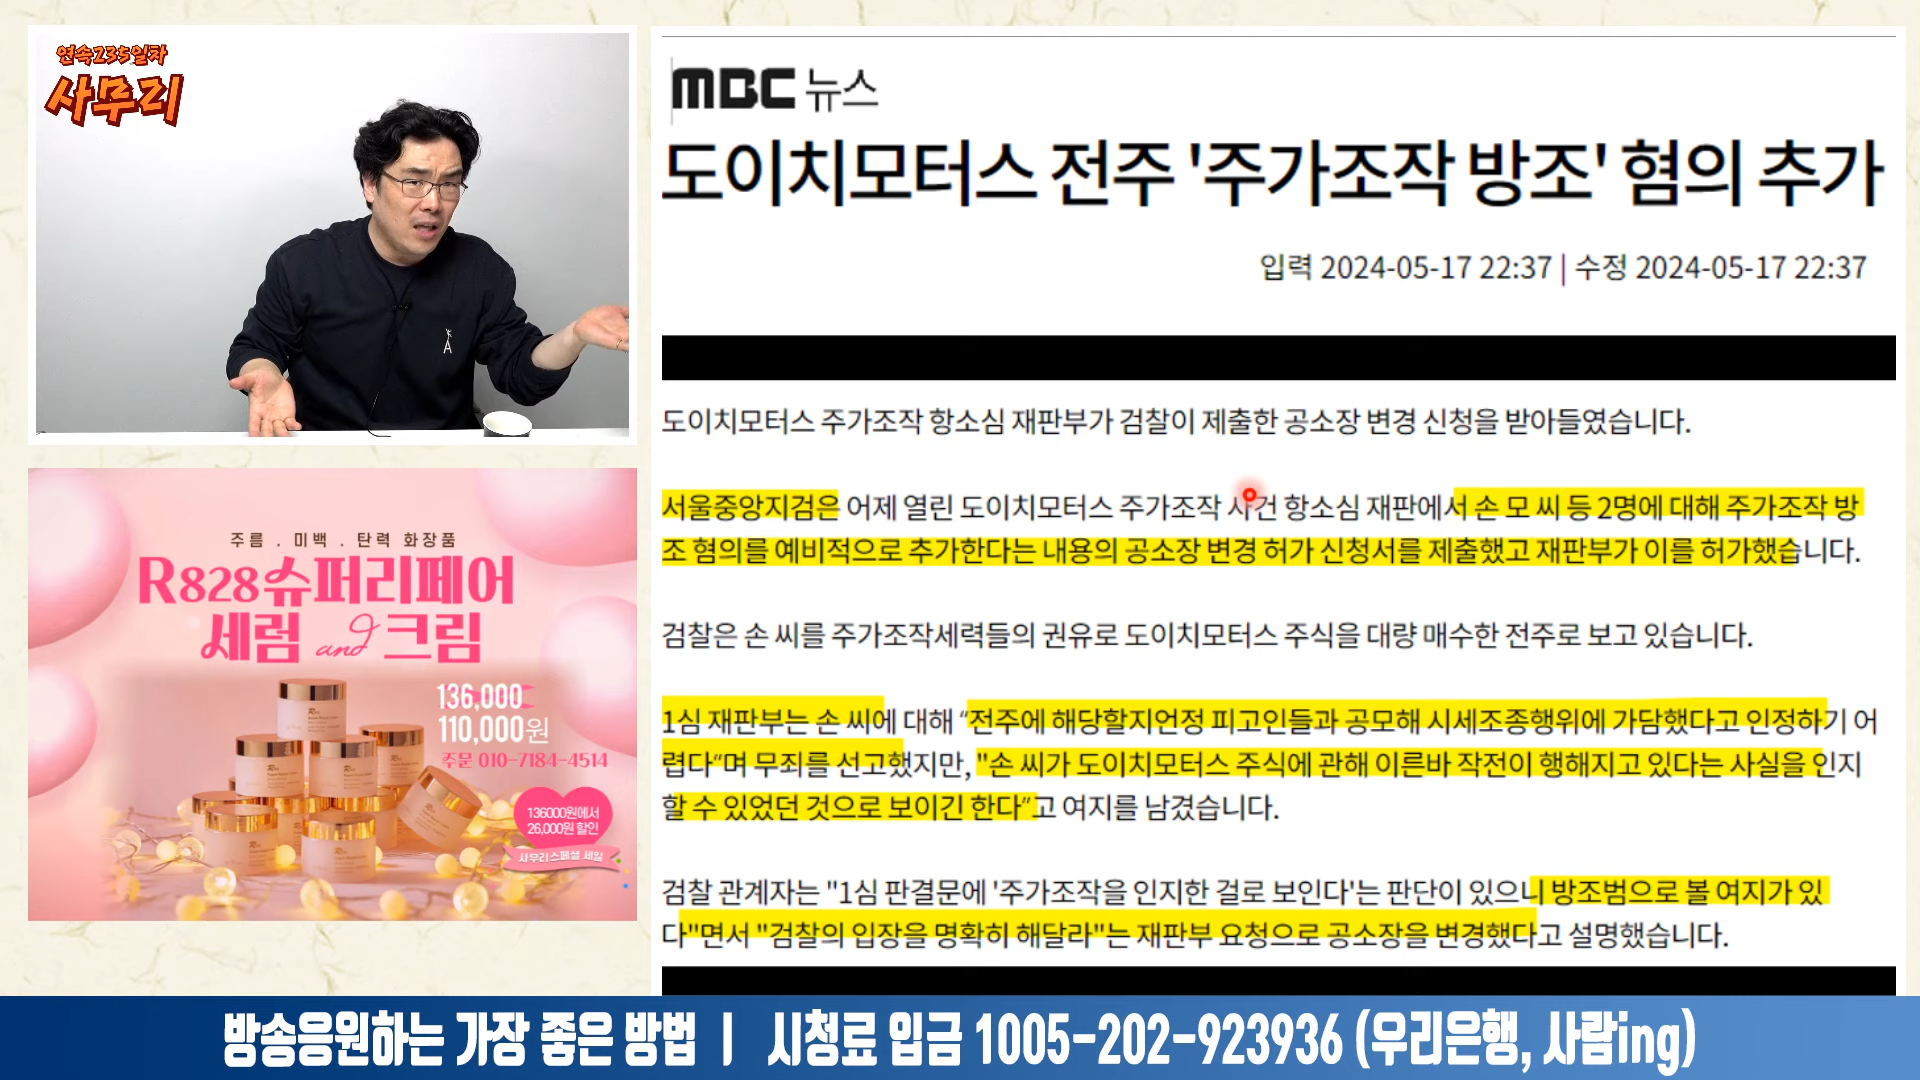 연속235일차
사무리
MBC 뉴스
도이치모터스 전주 '주가조작 방조' 혐의 추가
입력 2024-05-17 22:37 | 수정 2024-05-17 22:37
도이치모터스 주가조작 항소심 재판부가 검찰이 제출한 공소장 변경 신청을 받아들였습니다.
서울중앙지검은 어제 열린 도이치모터스 주가조작 사건 항소심 재판에서 손 모 씨 등 2명에 대해 주가조작 방
조 혐의를 예비적으로 추가한다는 내용의 공소장 변경 허가 신청서를 제출했고 재판부가 이를 허가했습니다.
검찰은 손 씨를 주가조작세력들의 권유로 도이치모터스 주식을 대량 매수한 전주로 보고 있습니다.
1심 재판부는 손 씨에 대해 "전주에 해당할지언정 피고인들과 공모해 시세조종행위에 가담했다고 인정하기 어
렵다"며 무죄를 선고했지만, "손 씨가 도이치모터스 주식에 관해 이른바 작전이 행해지고 있다는 사실을 인지
할 수 있었던 것으로 보이긴 한다"고 여지를 남겼습니다.
검찰 관계자는 "1심 판결문에 '주가조작을 인지한 걸로 보인다'는 판단이 있으니 방조범으로 볼 여지가 있
다"면서 "검찰의 입장을 명확히 해달라"는 재판부 요청으로 공소장을 변경했다고 설명했습니다.
주름 . 미백 . 탄력 화장품
R828슈퍼리페어
세럼 and 크림
136,000
110,000원
주문 010-7184-4514
136000원에서
26,000원 할인
사무리스페셜 세일
방송응원하는 가장 좋은 방법 | 시청료 입금 1005-202-923936 (우리은행, 사람ing)